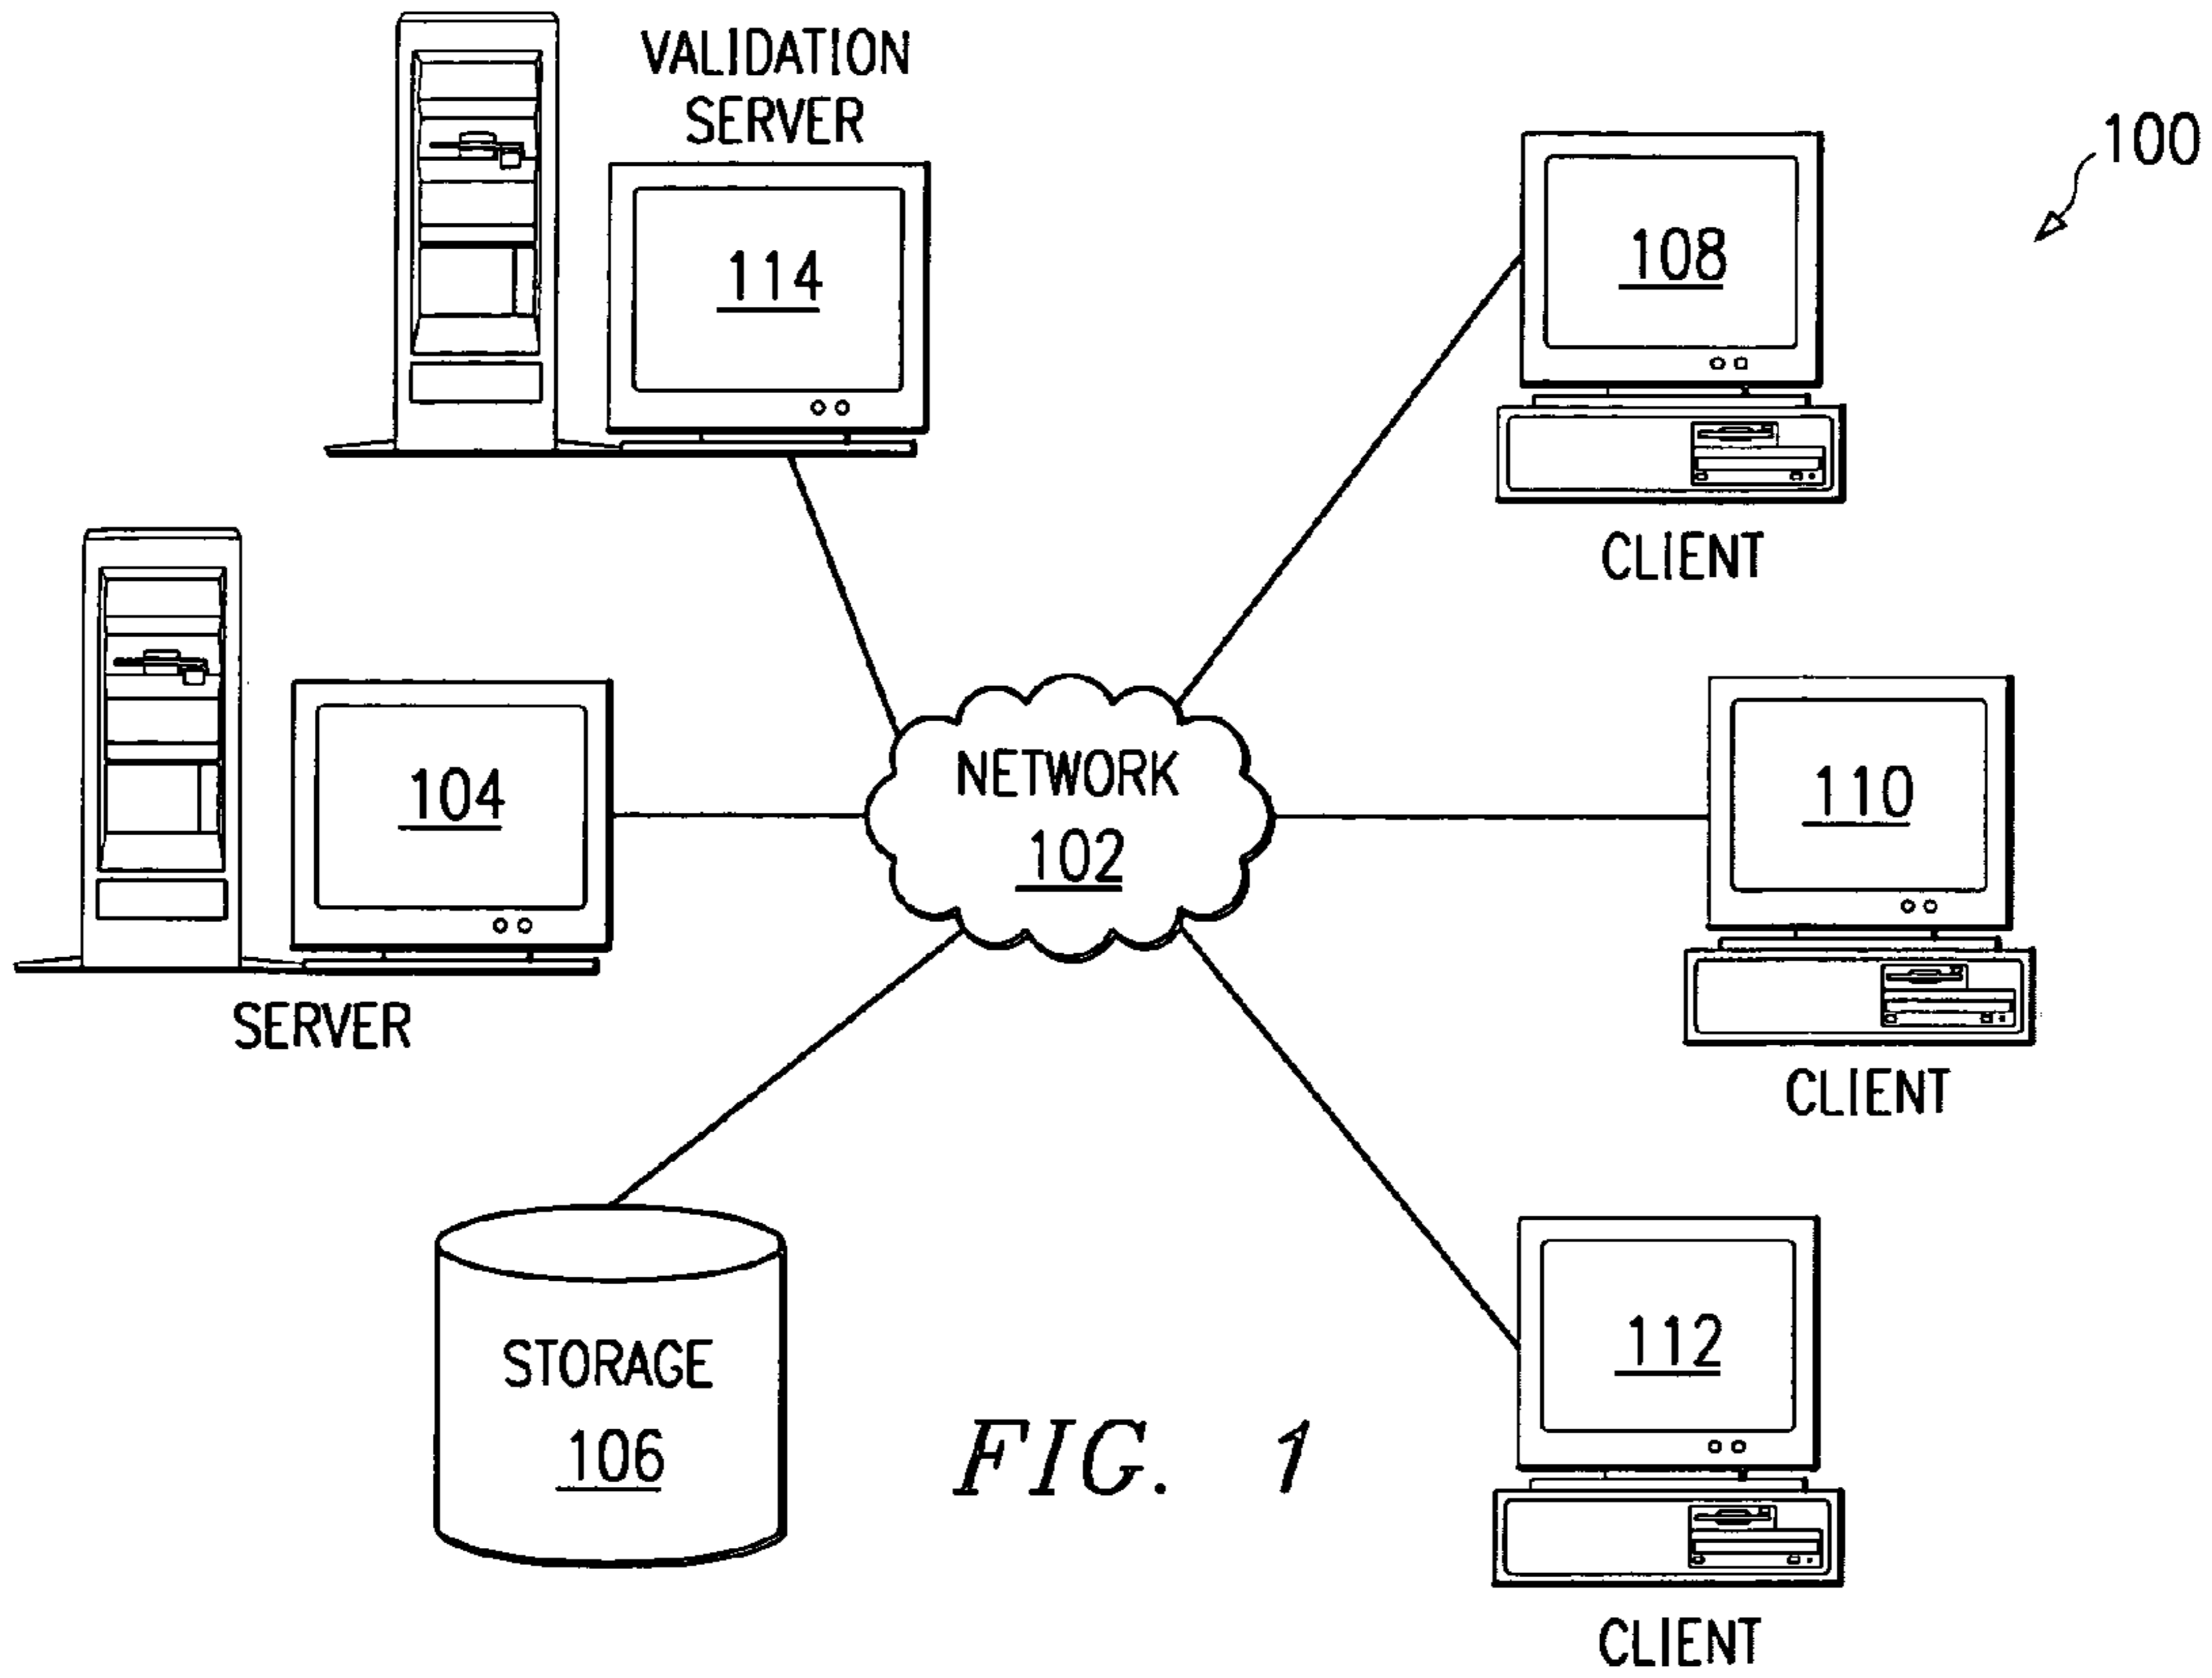 VALIDATION
SERVER
114
100
108
CLIENT
104
SERVER
NETWORK
102
110
CLIENT
STORAGE
106
112
CLIENT
FIG. 1